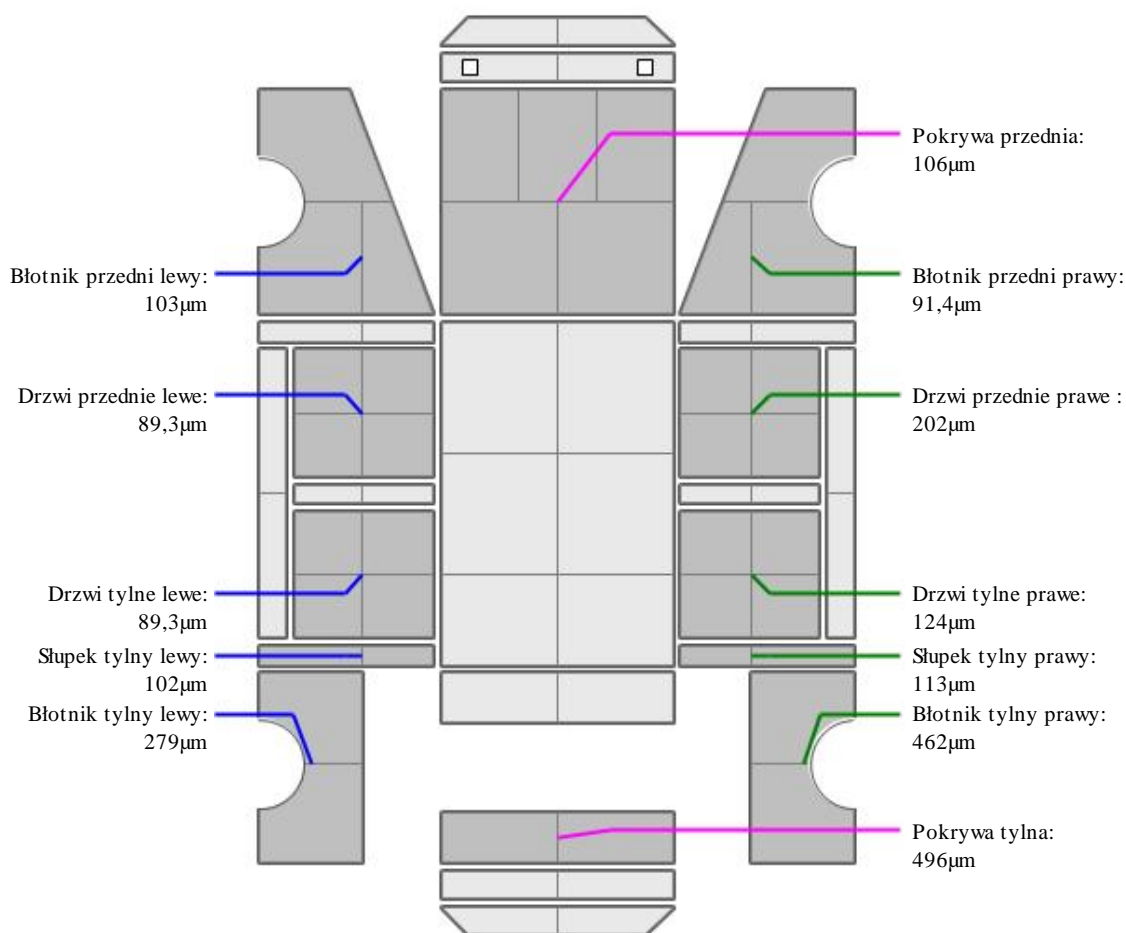 Pokrywa przednia:
106µm
Błotnik przedni lewy:
103µm
Błotnik przedni prawy:
91,4µm
Drzwi przednie lewe:
89,3µm
Drzwi przednie prawe :
202µm
Drzwi tylne lewe:
89,3µm
Drzwi tylne prawe:
124µm
Słupek tylny lewy:
102µm
Słupek tylny prawy:
113µm
Błotnik tylny lewy:
279µm
Błotnik tylny prawy:
462µm
Pokrywa tylna:
496µm